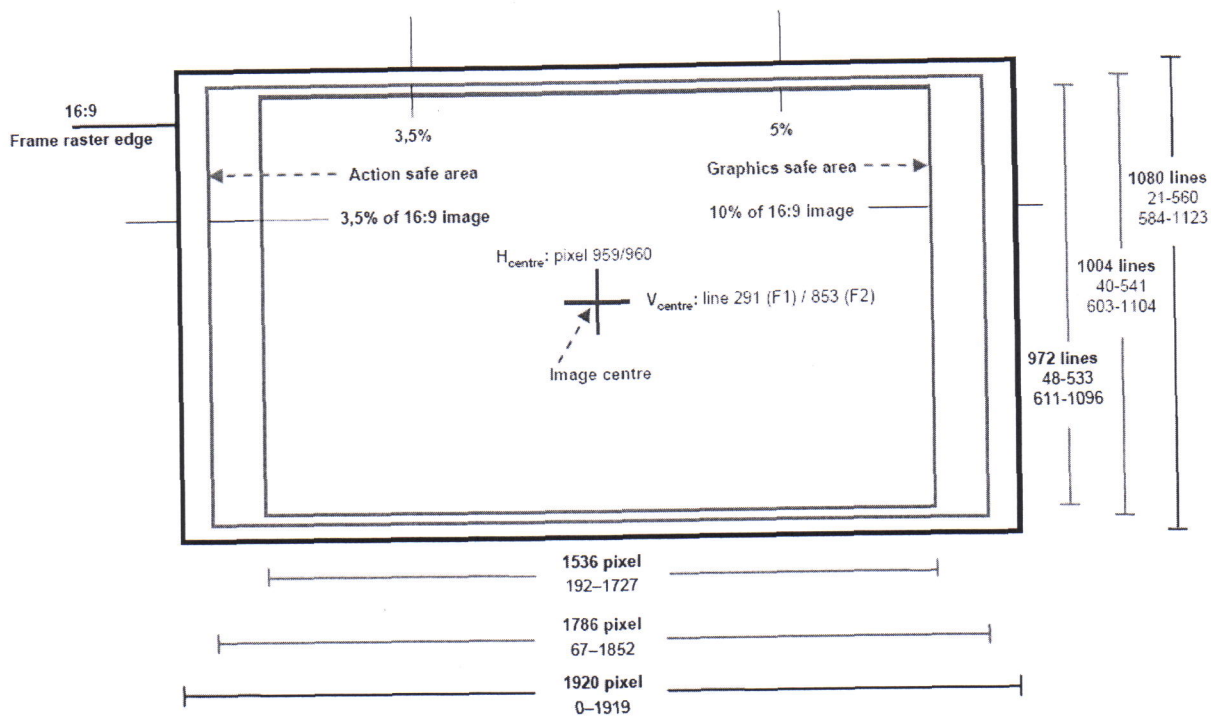 16:9
Frame raster edge
3,5%
5%
Action safe area
Graphics safe area
3,5% of 16:9 image
10% of 16:9 image
H centre: pixel 959/960
V centre: line 291 (F1) / 853 (F2)
Image centre
1080 lines
21-560
584-1123
1004 lines
40-541
603-1104
972 lines
48-533
611-1096
1536 pixel
192–1727
1786 pixel
67–1852
1920 pixel
0–1919